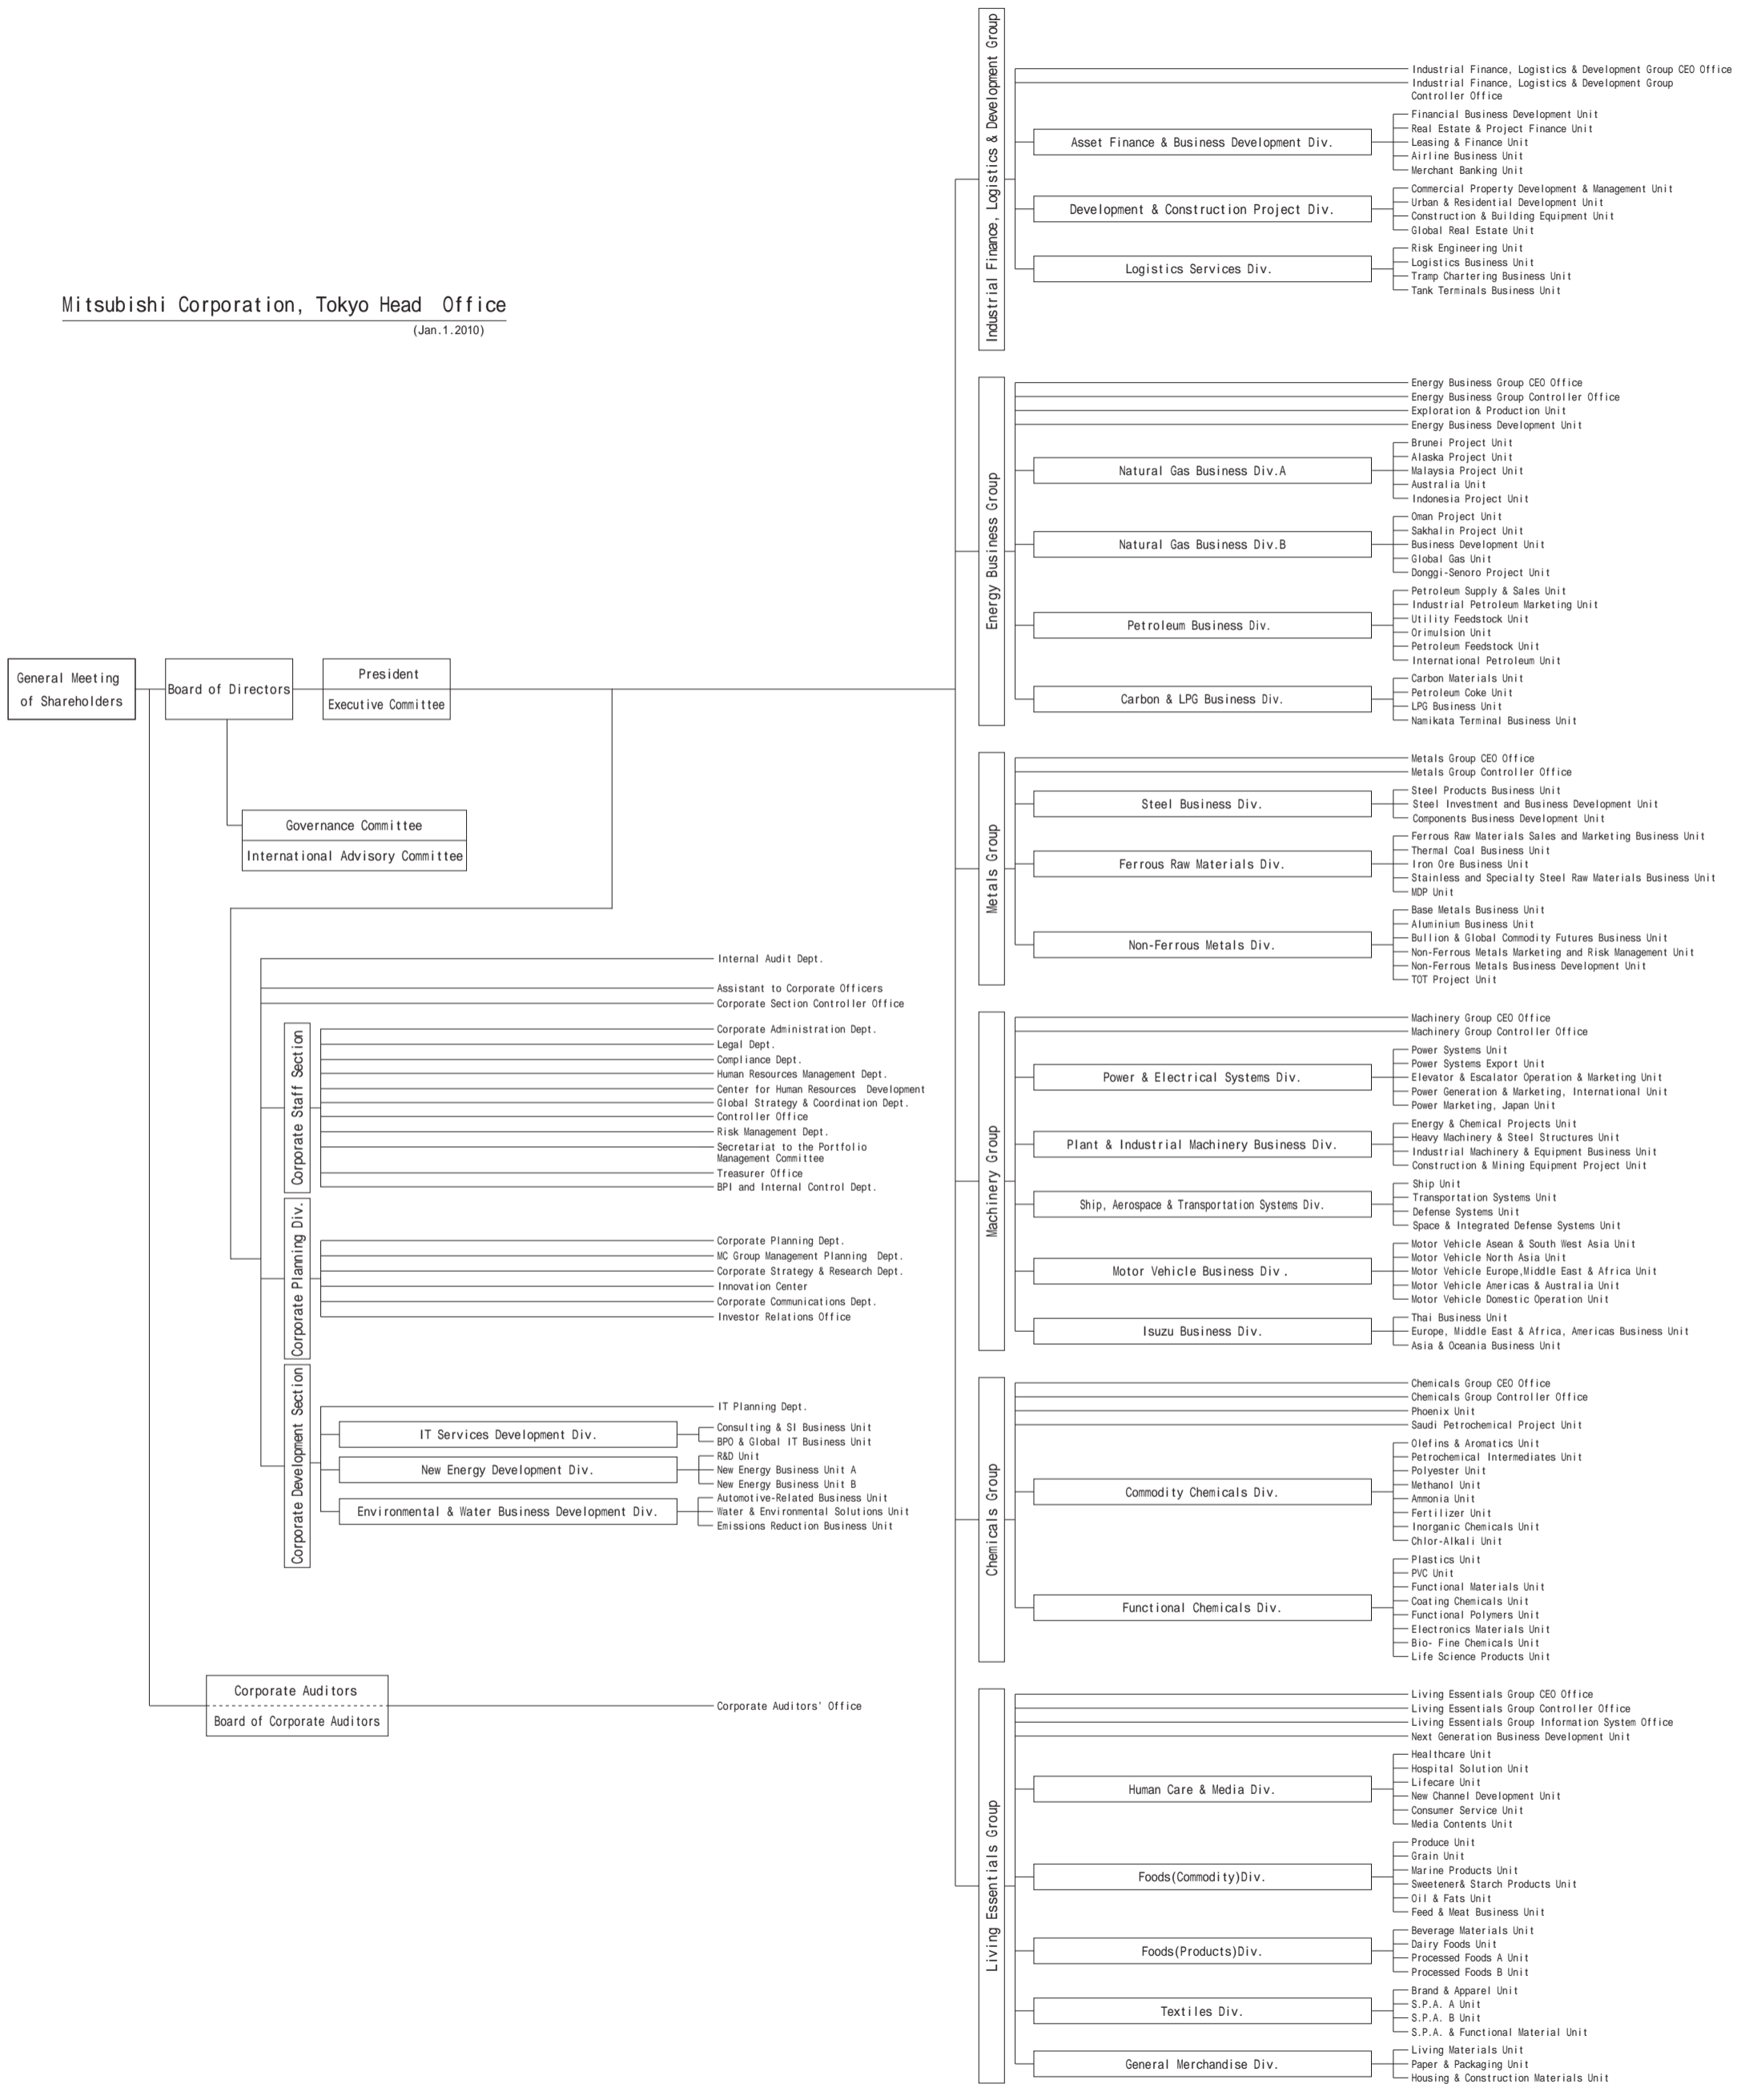 Mitsubishi Corporation, Tokyo Head Office
(Jan.1.2010)
General Meeting
of Shareholders
Board of Directors
President
Executive Committee
Governance Committee
International Advisory Committee
Internal Audit Dept.
Assistant to Corporate Officers
Corporate Section Controller Office
Corporate Staff Section
Corporate Administration Dept.
Legal Dept.
Compliance Dept.
Human Resources Management Dept.
Center for Human Resources Development
Global Strategy & Coordination Dept.
Controller Office
Risk Management Dept.
Secretariat to the Portfolio
Management Committee
Treasurer Office
BPI and Internal Control Dept.
Corporate Planning Div.
Corporate Planning Dept.
MC Group Management Planning Dept.
Corporate Strategy & Research Dept.
Innovation Center
Corporate Communications Dept.
Investor Relations Office
Corporate Development Section
IT Planning Dept.
IT Services Development Div.
Consulting & SI Business Unit
BPO & Global IT Business Unit
New Energy Development Div.
R&D Unit
New Energy Business Unit A
New Energy Business Unit B
Environmental & Water Business Development Div.
Automotive-Related Business Unit
Water & Environmental Solutions Unit
Emissions Reduction Business Unit
Corporate Auditors
Board of Corporate Auditors
Corporate Auditors' Office
Industrial Finance, Logistics & Development Group
Industrial Finance, Logistics & Development Group CEO Office
Industrial Finance, Logistics & Development Group
Controller Office
Asset Finance & Business Development Div.
Financial Business Development Unit
Real Estate & Project Finance Unit
Leasing & Finance Unit
Airline Business Unit
Merchant Banking Unit
Development & Construction Project Div.
Commercial Property Development & Management Unit
Urban & Residential Development Unit
Construction & Building Equipment Unit
Global Real Estate Unit
Logistics Services Div.
Risk Engineering Unit
Logistics Business Unit
Tramp Chartering Business Unit
Tank Terminals Business Unit
Energy Business Group
Energy Business Group CEO Office
Energy Business Group Controller Office
Exploration & Production Unit
Energy Business Development Unit
Natural Gas Business Div.A
Brunei Project Unit
Alaska Project Unit
Malaysia Project Unit
Australia Unit
Indonesia Project Unit
Natural Gas Business Div.B
Oman Project Unit
Sakhalin Project Unit
Business Development Unit
Global Gas Unit
Donggi-Senoro Project Unit
Petroleum Business Div.
Petroleum Supply & Sales Unit
Industrial Petroleum Marketing Unit
Utility Feedstock Unit
Orimulsion Unit
Petroleum Feedstock Unit
International Petroleum Unit
Carbon & LPG Business Div.
Carbon Materials Unit
Petroleum Coke Unit
LPG Business Unit
Namikata Terminal Business Unit
Metals Group
Metals Group CEO Office
Metals Group Controller Office
Steel Business Div.
Steel Products Business Unit
Steel Investment and Business Development Unit
Components Business Development Unit
Ferrous Raw Materials Div.
Ferrous Raw Materials Sales and Marketing Business Unit
Thermal Coal Business Unit
Iron Ore Business Unit
Stainless and Specialty Steel Raw Materials Business Unit
MDP Unit
Non-Ferrous Metals Div.
Base Metals Business Unit
Aluminium Business Unit
Bullion & Global Commodity Futures Business Unit
Non-Ferrous Metals Marketing and Risk Management Unit
Non-Ferrous Metals Business Development Unit
TOT Project Unit
Machinery Group
Machinery Group CEO Office
Machinery Group Controller Office
Power & Electrical Systems Div.
Power Systems Unit
Power Systems Export Unit
Elevator & Escalator Operation & Marketing Unit
Power Generation & Marketing, International Unit
Power Marketing, Japan Unit
Plant & Industrial Machinery Business Div.
Energy & Chemical Projects Unit
Heavy Machinery & Steel Structures Unit
Industrial Machinery & Equipment Business Unit
Construction & Mining Equipment Project Unit
Ship, Aerospace & Transportation Systems Div.
Ship Unit
Transportation Systems Unit
Defense Systems Unit
Space & Integrated Defense Systems Unit
Motor Vehicle Business Div.
Motor Vehicle Asean & South West Asia Unit
Motor Vehicle North Asia Unit
Motor Vehicle Europe,Middle East & Africa Unit
Motor Vehicle Americas & Australia Unit
Motor Vehicle Domestic Operation Unit
Isuzu Business Div.
Thai Business Unit
Europe, Middle East & Africa, Americas Business Unit
Asia & Oceania Business Unit
Chemicals Group
Chemicals Group CEO Office
Chemicals Group Controller Office
Phoenix Unit
Saudi Petrochemical Project Unit
Commodity Chemicals Div.
Olefins & Aromatics Unit
Petrochemical Intermediates Unit
Polyester Unit
Methanol Unit
Ammonia Unit
Fertilizer Unit
Inorganic Chemicals Unit
Chlor-Alkali Unit
Functional Chemicals Div.
Plastics Unit
PVC Unit
Functional Materials Unit
Coating Chemicals Unit
Functional Polymers Unit
Electronics Materials Unit
Bio- Fine Chemicals Unit
Life Science Products Unit
Living Essentials Group
Living Essentials Group CEO Office
Living Essentials Group Controller Office
Living Essentials Group Information System Office
Next Generation Business Development Unit
Human Care & Media Div.
Healthcare Unit
Hospital Solution Unit
Lifecare Unit
New Channel Development Unit
Consumer Service Unit
Media Contents Unit
Foods(Commodity)Div.
Produce Unit
Grain Unit
Marine Products Unit
Sweetener& Starch Products Unit
Oil & Fats Unit
Feed & Meat Business Unit
Foods(Products)Div.
Beverage Materials Unit
Dairy Foods Unit
Processed Foods A Unit
Processed Foods B Unit
Textiles Div.
Brand & Apparel Unit
S.P.A. A Unit
S.P.A. B Unit
S.P.A. & Functional Material Unit
General Merchandise Div.
Living Materials Unit
Paper & Packaging Unit
Housing & Construction Materials Unit